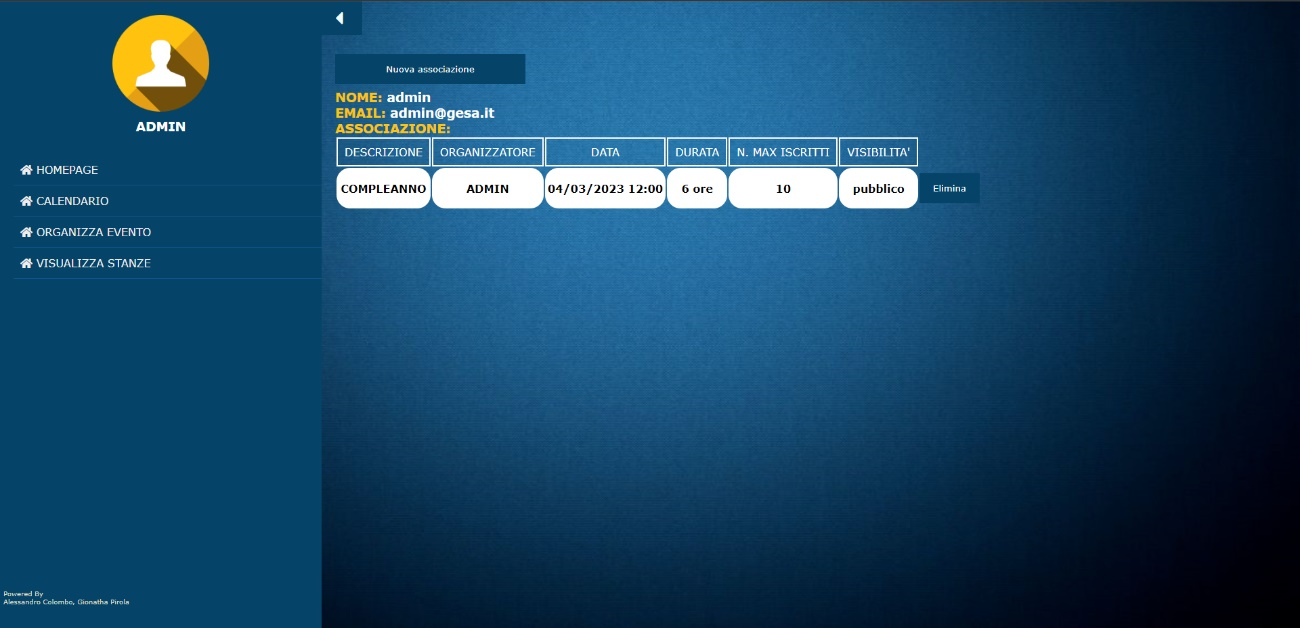 ADMIN
HOMEPAGE
CALENDARIO
ORGANIZZA EVENTO
VISUALIZZA STANZE
Powered By
Alessandro Colombo, Gionatha Pirola
Nuova associazione
NOME: admin
EMAIL: admin@gesa.it
ASSOCIAZIONE:
DESCRIZIONE ORGANIZZATORE DATA DURATA N. MAX ISCRITTI VISIBILITA'
COMPLEANNO ADMIN 04/03/2023 12:00 6 ore 10 pubblico Elimina